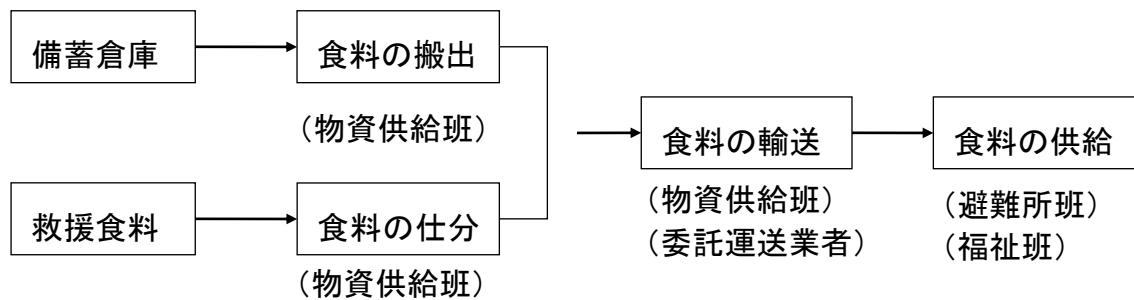 備蓄倉庫
食料の搬出
（物資供給班）
救援食料
食料の仕分
（物資供給班）
食料の輸送
（物資供給班）
（委託運送業者）
食料の供給
（避難所班）
（福祉班）